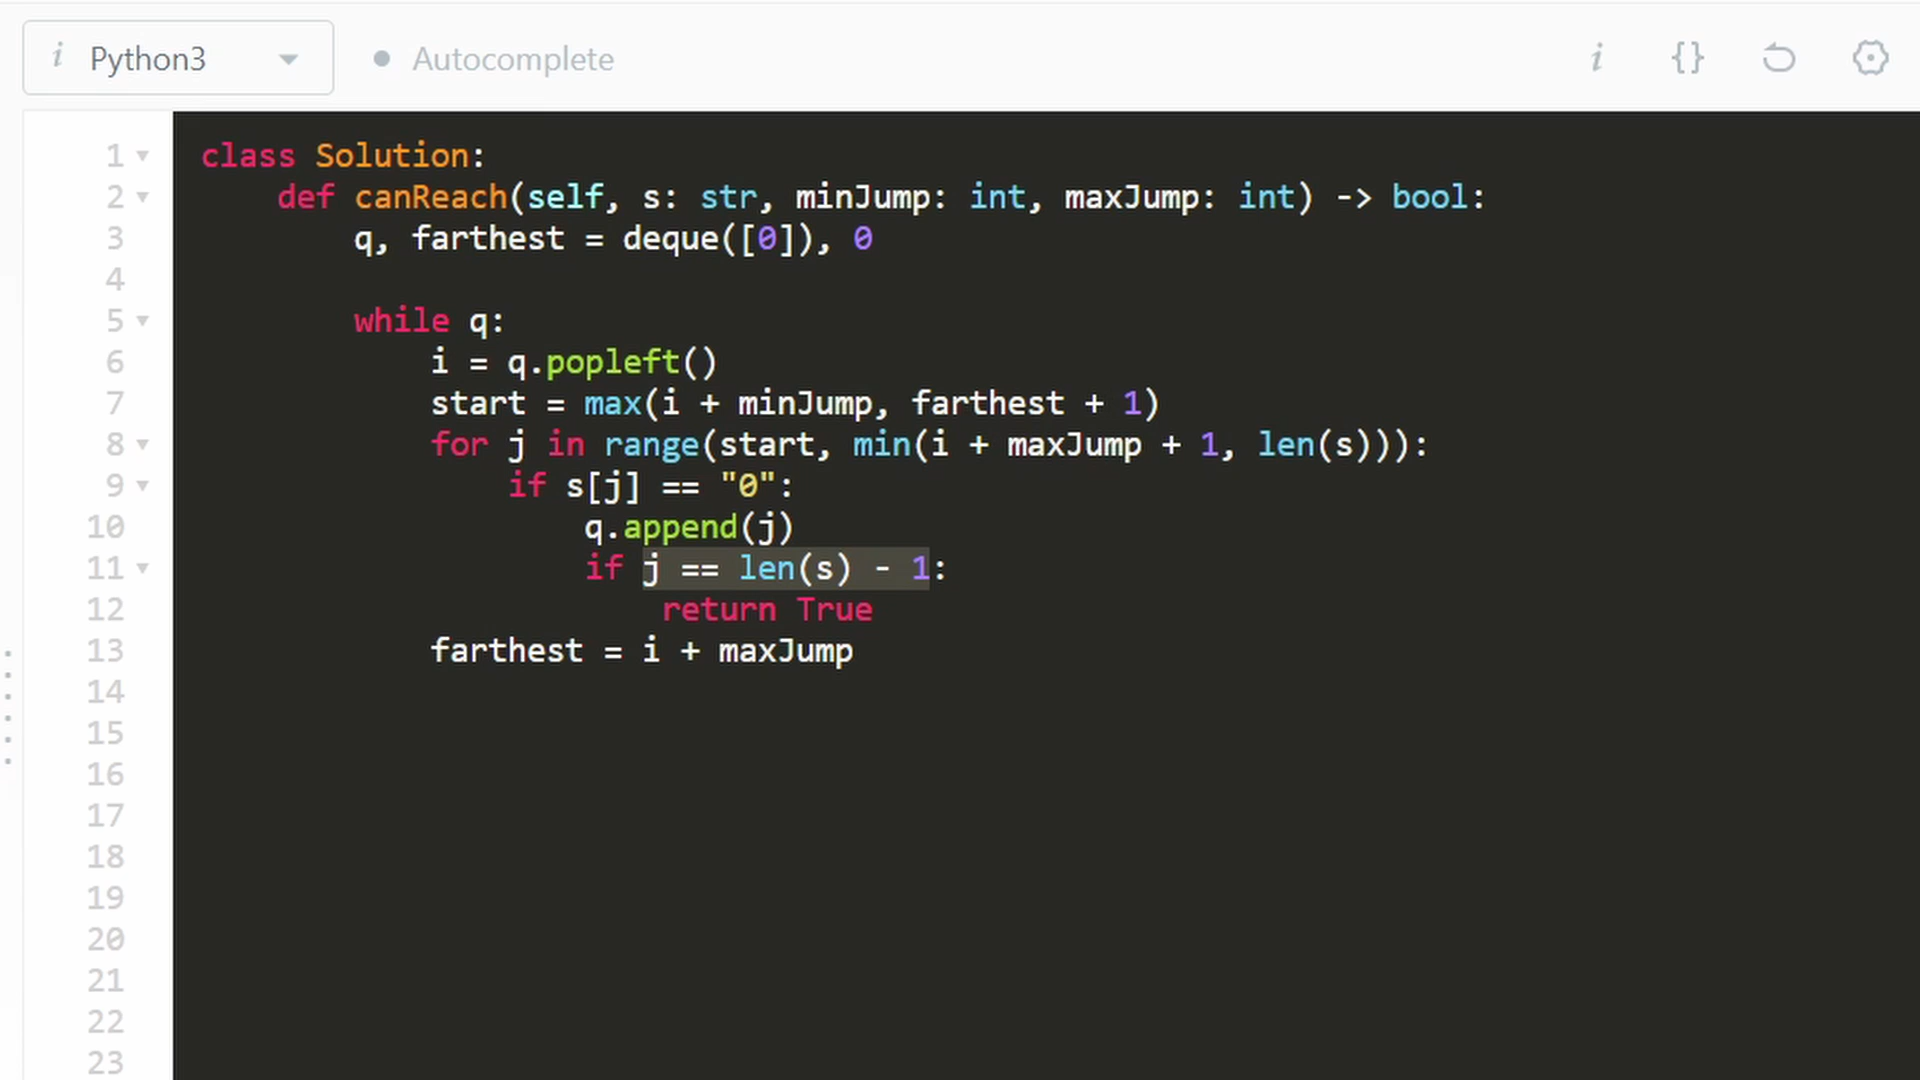 i Python3 Autocomplete i {}
1 class Solution:
2 def canReach(self, s: str, minJump: int, maxJump: int) -> bool:
3 q, farthest = deque([0]), 0
4
5 while q:
6 i = q.popleft()
7 start = max(i + minJump, farthest + 1)
8 for j in range(start, min(i + maxJump + 1, len(s))):
9 if s[j] == "0":
10 q.append(j)
11 if j == len(s) - 1:
12 return True
13 farthest = i + maxJump
14
15
16
17
18
19
20
21
22
23